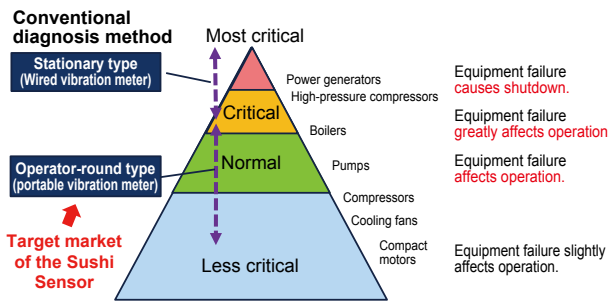 Conventional
diagnosis method
Most critical
Stationary type
(Wired vibration meter)
Power generators
High-pressure compressors
Equipment failure
causes shutdown.
Critical
Boilers
Equipment failure
greatly affects operation
Operator-round type
(portable vibration meter)
Normal
Pumps
Equipment failure
affects operation.
Compressors
Cooling fans
Target market
of the Sushi
Sensor
Less critical
Compact
motors
Equipment failure slightly
affects operation.